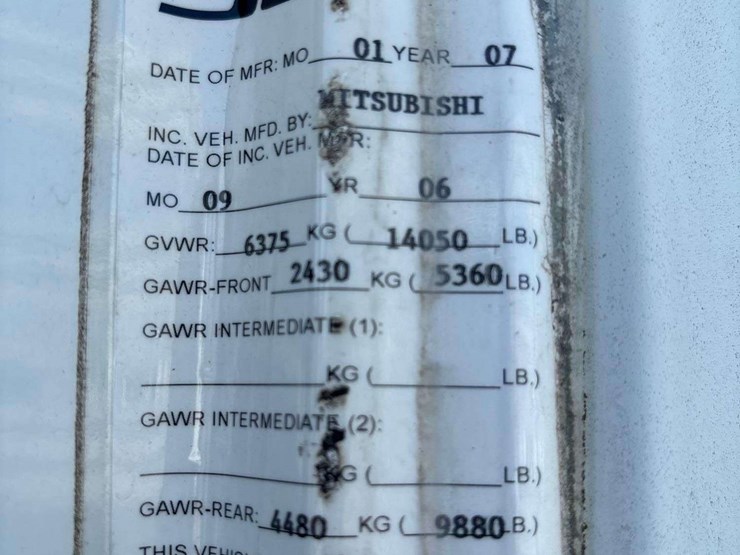 DATE OF MFR: MO 01 YEAR 07
MITSUBISHI
INC. VEH. MFD. BY:
DATE OF INC. VEH. MFR:
MO 09 YR 06
GVWR: 6375 KG ( 14050 LB.)
GAWR-FRONT 2430 KG ( 5360 LB.)
GAWR INTERMEDIATE (1):
KG ( LB.)
GAWR INTERMEDIATE (2):
KG ( LB.)
GAWR-REAR: 4480 KG ( 9880 LB.)
THIS VEHIC